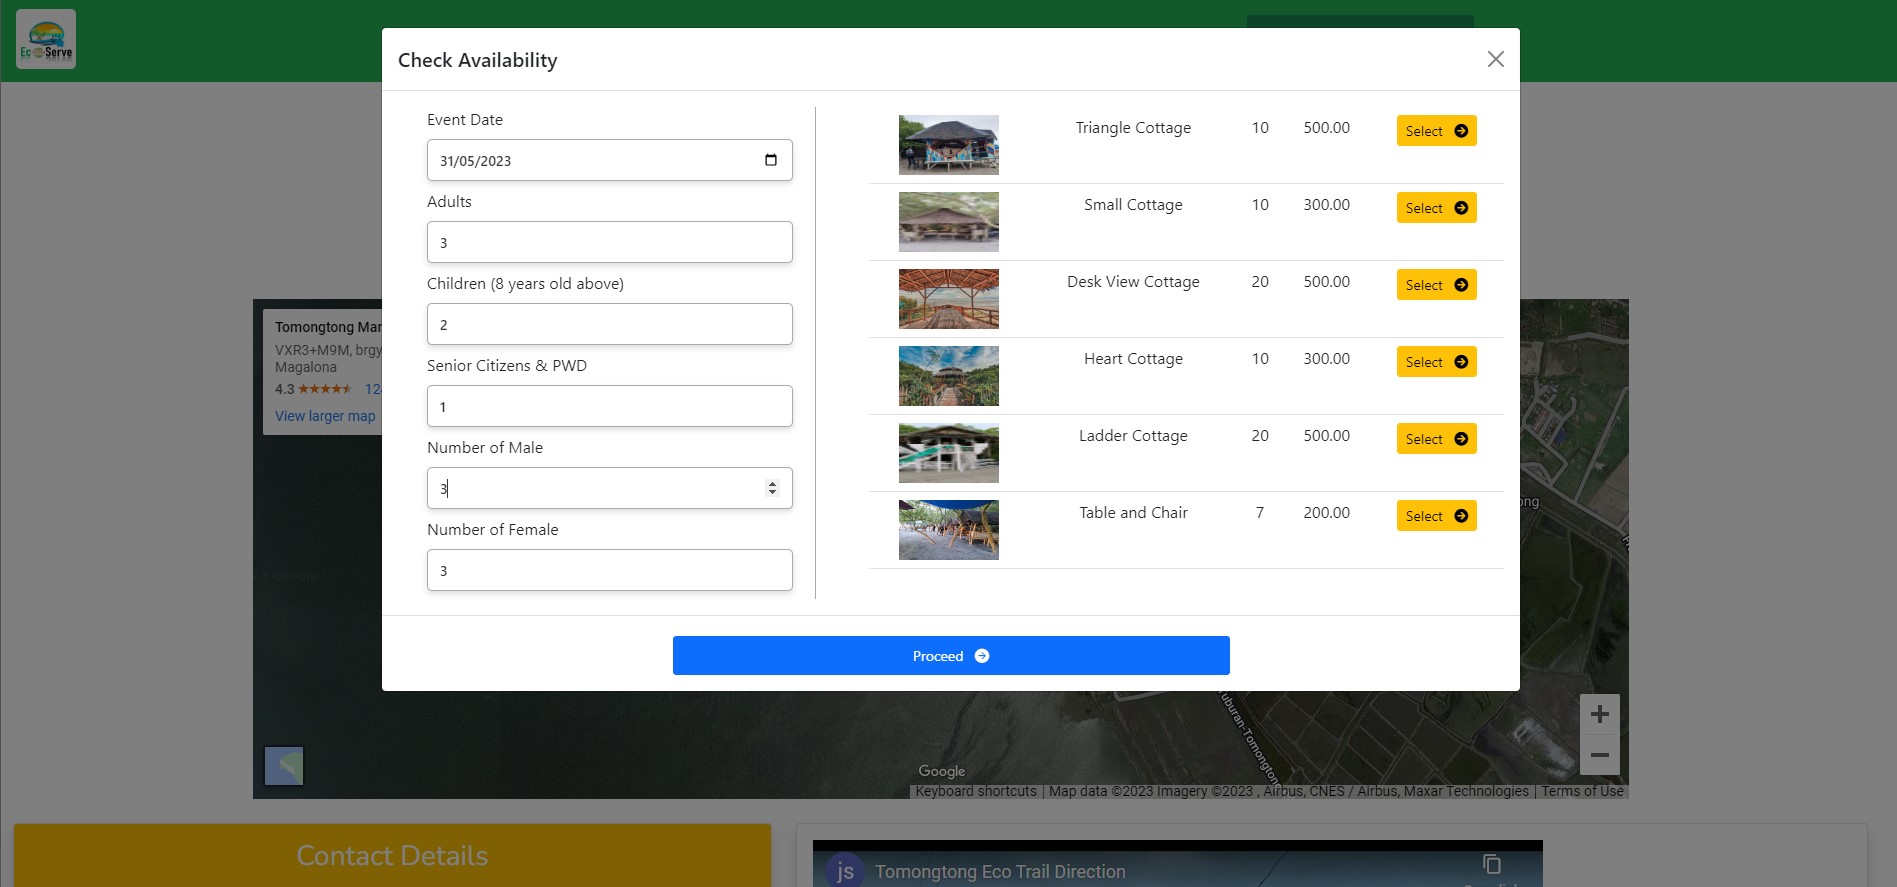 Ec Serve
Check Availability
Event Date
31/05/2023
Adults
3
Children (8 years old above)
2
Senior Citizens & PWD
1
Number of Male
3
Number of Female
3
Triangle Cottage 10 500.00 Select
Small Cottage 10 300.00 Select
Desk View Cottage 20 500.00 Select
Heart Cottage 10 300.00 Select
Ladder Cottage 20 500.00 Select
Table and Chair 7 200.00 Select
Proceed
Tomongtong Man
VXR3+M9M, brgy
Magalona
4.3 12
View larger map
ong
Tuburan-Tomongtong
Google
Keyboard shortcuts Map data ©2023 Imagery ©2023 , Airbus, CNES / Airbus, Maxar Technologies Terms of Use
Contact Details
js Tomongtong Eco Trail Direction